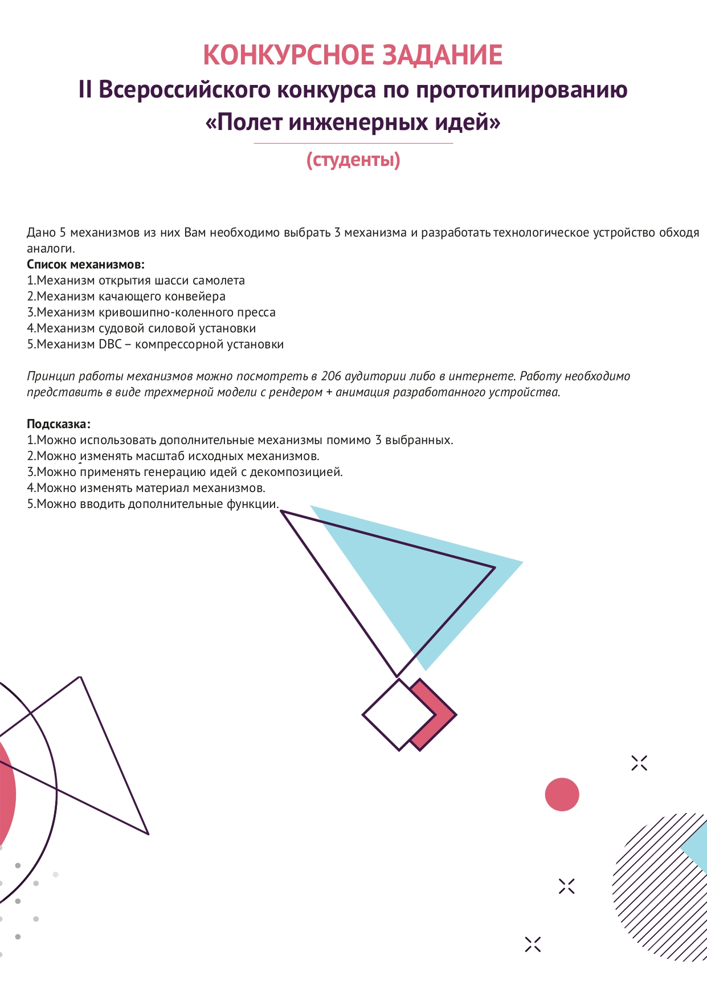 КОНКУРСНОЕ ЗАДАНИЕ
II Всероссийского конкурса по прототипированию
«Полет инженерных идей»
(студенты)
Дано 5 механизмов из них Вам необходимо выбрать 3 механизма и разработать технологическое устройство обходя
аналоги.
Список механизмов:
1.Механизм открытия шасси самолета
2.Механизм качающего конвейера
3.Механизм кривошипно-коленного пресса
4.Механизм судовой силовой установки
5.Механизм DBC – компрессорной установки
Принцип работы механизмов можно посмотреть в 206 аудитории либо в интернете. Работу необходимо
представить в виде трехмерной модели с рендером + анимация разработанного устройства.
Подсказка:
1.Можно использовать дополнительные механизмы помимо 3 выбранных.
2.Можно изменять масштаб исходных механизмов.
3.Можно применять генерацию идей с декомпозицией.
4.Можно изменять материал механизмов.
5.Можно вводить дополнительные функции.